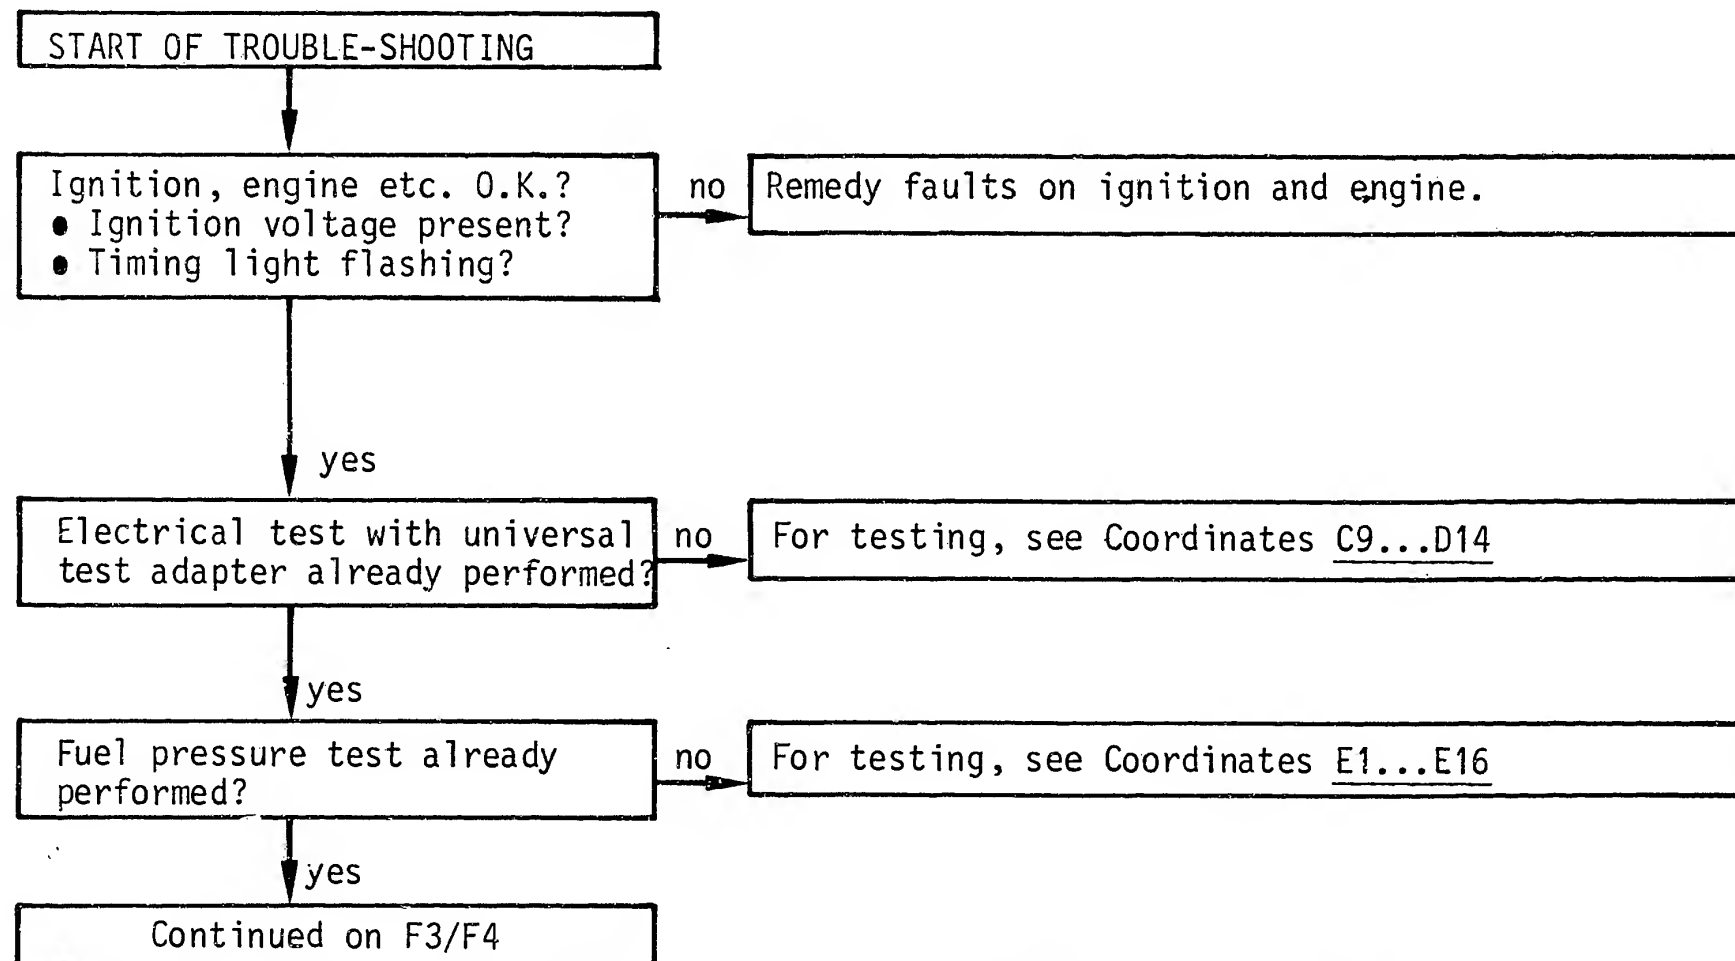 START OF TROUBLE-SHOOTING
Ignition, engine etc. O.K.?
● Ignition voltage present?
● Timing light flashing?
no
Remedy faults on ignition and engine.
yes
Electrical test with universal
test adapter already performed?
no
For testing, see Coordinates C9...D14
yes
Fuel pressure test already
performed?
no
For testing, see Coordinates E1...E16
yes
Continued on F3/F4